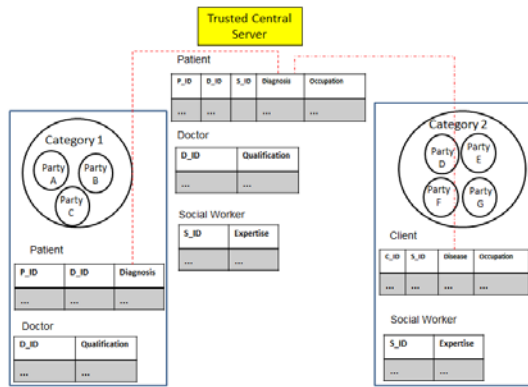 Trusted Central
Server
Patient
P_ID D_ID S_ID Diagnosis Occupation
... ... ... ... ...
Doctor
D_ID Qualification
... ...
Social Worker
S_ID Expertise
... ...
Category 1
Party
A
Party
B
Party
C
Patient
P_ID D_ID Diagnosis
... ... ...
Doctor
D_ID Qualification
... ...
Category 2
Party
D
Party
E
Party
F
Party
G
Client
C_ID S_ID Disease Occupation
... ... ... ...
Social Worker
S_ID Expertise
... ...